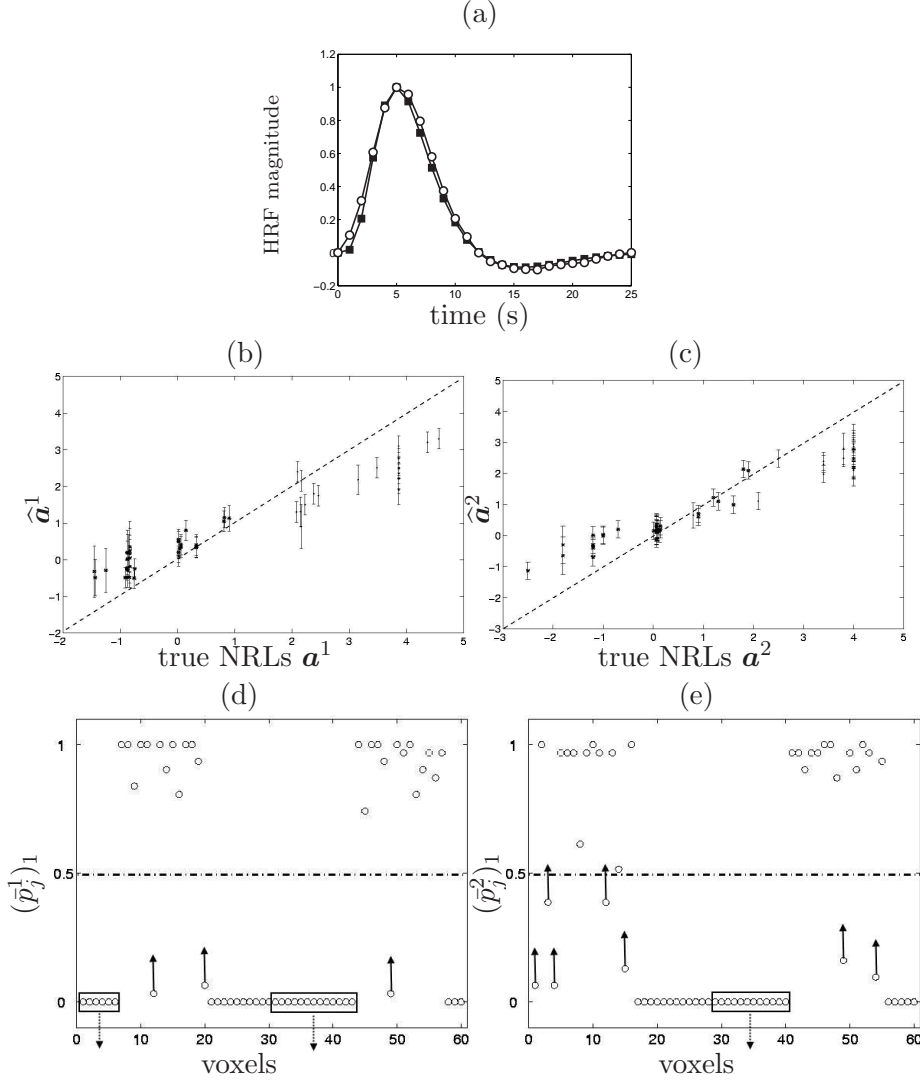 (a)
1.2
1
0.8
0.6
0.4
0.2
0
−0.2
0 5 10 15 20 25
HRF magnitude
time (s)
(b) (c)
5
4
3
2
1
0
−1
−2
−2 −1 0 1 2 3 4 5
â¹
true NRLs a¹
5
4
3
2
1
0
−1
−2
−3
−3 −2 −1 0 1 2 3 4 5
â²
true NRLs a²
(d) (e)
1
0.5
0
0 10 20 30 40 50 60
(p̄¹ⱼ)₁
voxels
1
0.5
0
0 10 20 30 40 50 60
(p̄²ⱼ)₁
voxels